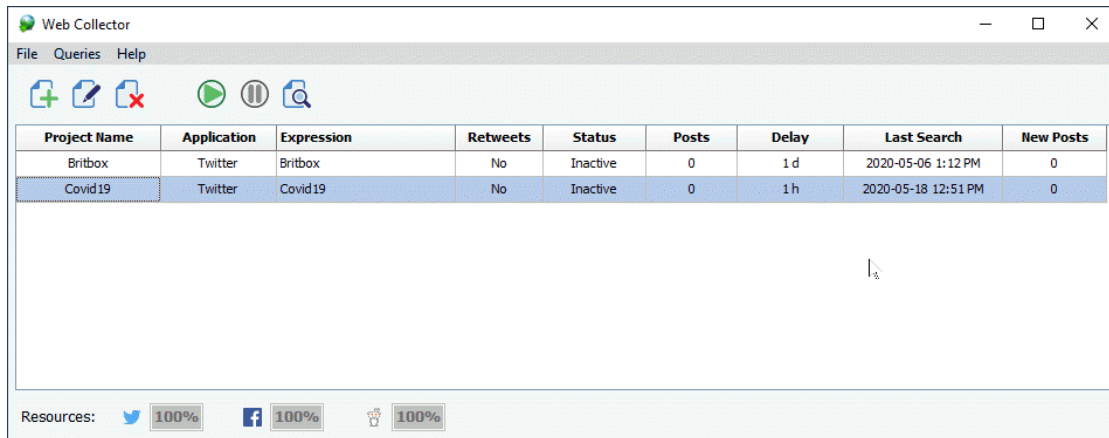 Web Collector
File Queries Help
Project Name Application Expression Retweets Status Posts Delay Last Search New Posts
Britbox Twitter Britbox No Inactive 0 1 d 2020-05-06 1:12 PM 0
Covid19 Twitter Covid19 No Inactive 0 1 h 2020-05-18 12:51 PM 0
Resources: 100% 100% 100%